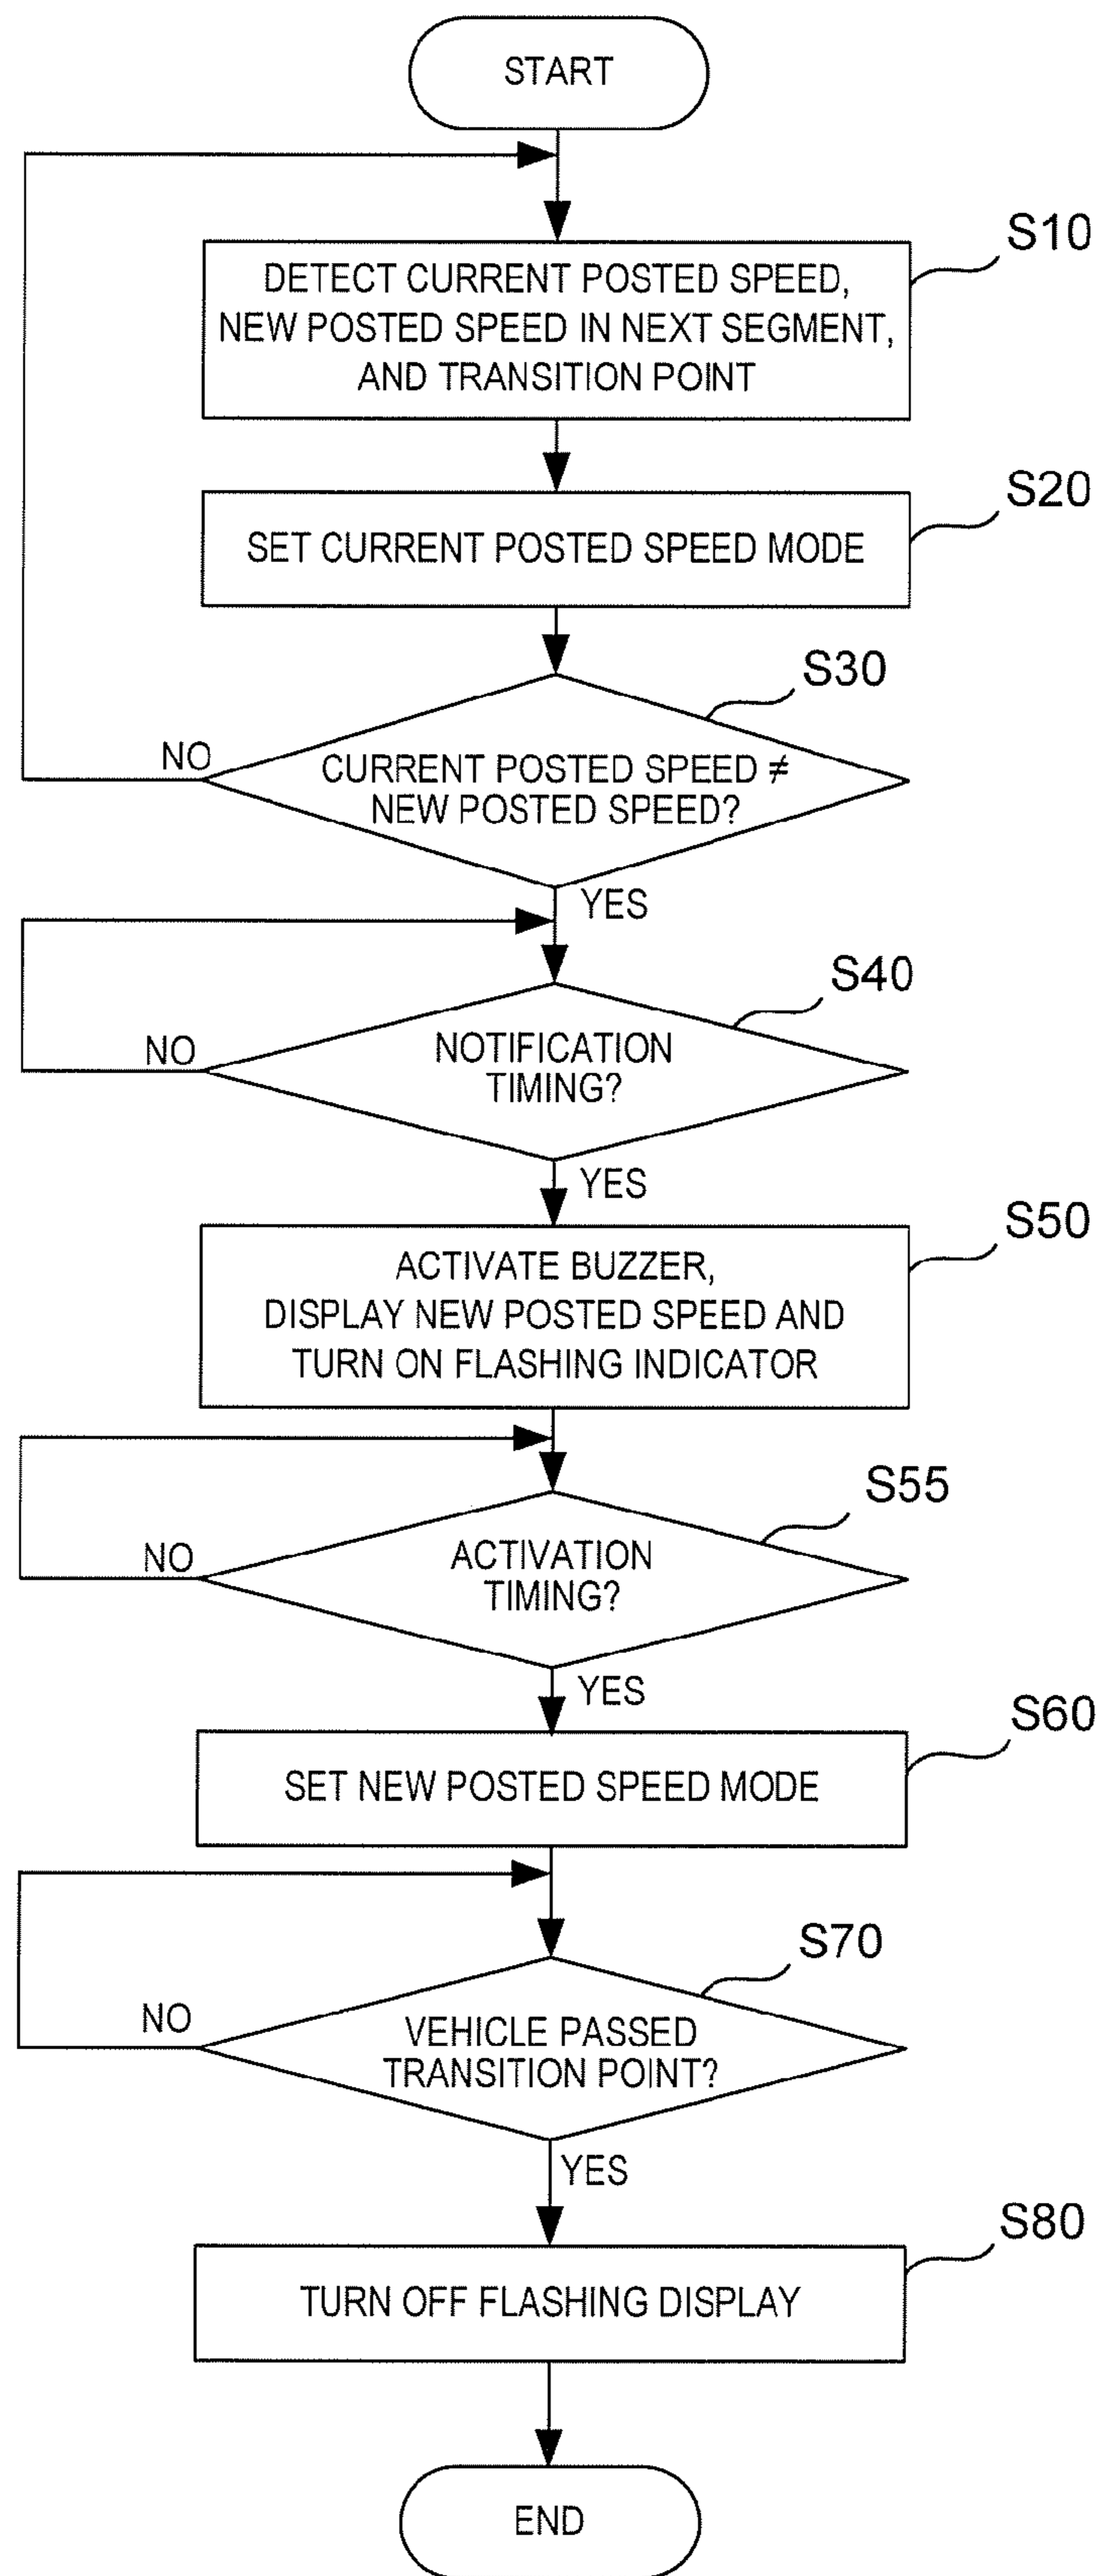 START
S10
DETECT CURRENT POSTED SPEED,
NEW POSTED SPEED IN NEXT SEGMENT,
AND TRANSITION POINT
S20
SET CURRENT POSTED SPEED MODE
S30
NO
CURRENT POSTED SPEED ≠
NEW POSTED SPEED?
YES
S40
NO
NOTIFICATION
TIMING?
YES
S50
ACTIVATE BUZZER,
DISPLAY NEW POSTED SPEED AND
TURN ON FLASHING INDICATOR
S55
NO
ACTIVATION
TIMING?
YES
S60
SET NEW POSTED SPEED MODE
S70
NO
VEHICLE PASSED
TRANSITION POINT?
YES
S80
TURN OFF FLASHING DISPLAY
END